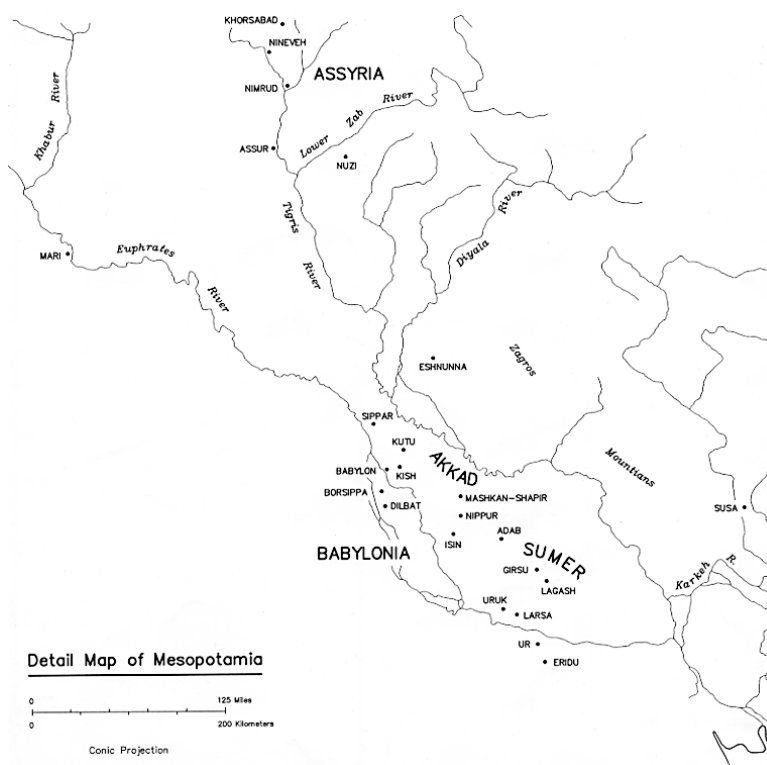 KHORSABAD
NINEVEH
ASSYRIA
NIMRUD
Khabur River
Lower Zab River
ASSUR
NUZI
Tigris River
Diyala River
MARI
Euphrates River
ESHNUNNA
Zagros Mountians
SIPPAR
KUTU
AKKAD
BABYLON
KISH
BORSIPPA
DILBAT
MASHKAN-SHAPIR
NIPPUR
SUSA
ISIN
ADAB
BABYLONIA
SUMER
GIRSU
LAGASH
Karkeh R.
URUK
LARSA
UR
ERIDU
Detail Map of Mesopotamia
0 125 Miles
0 200 Kilometers
Conic Projection